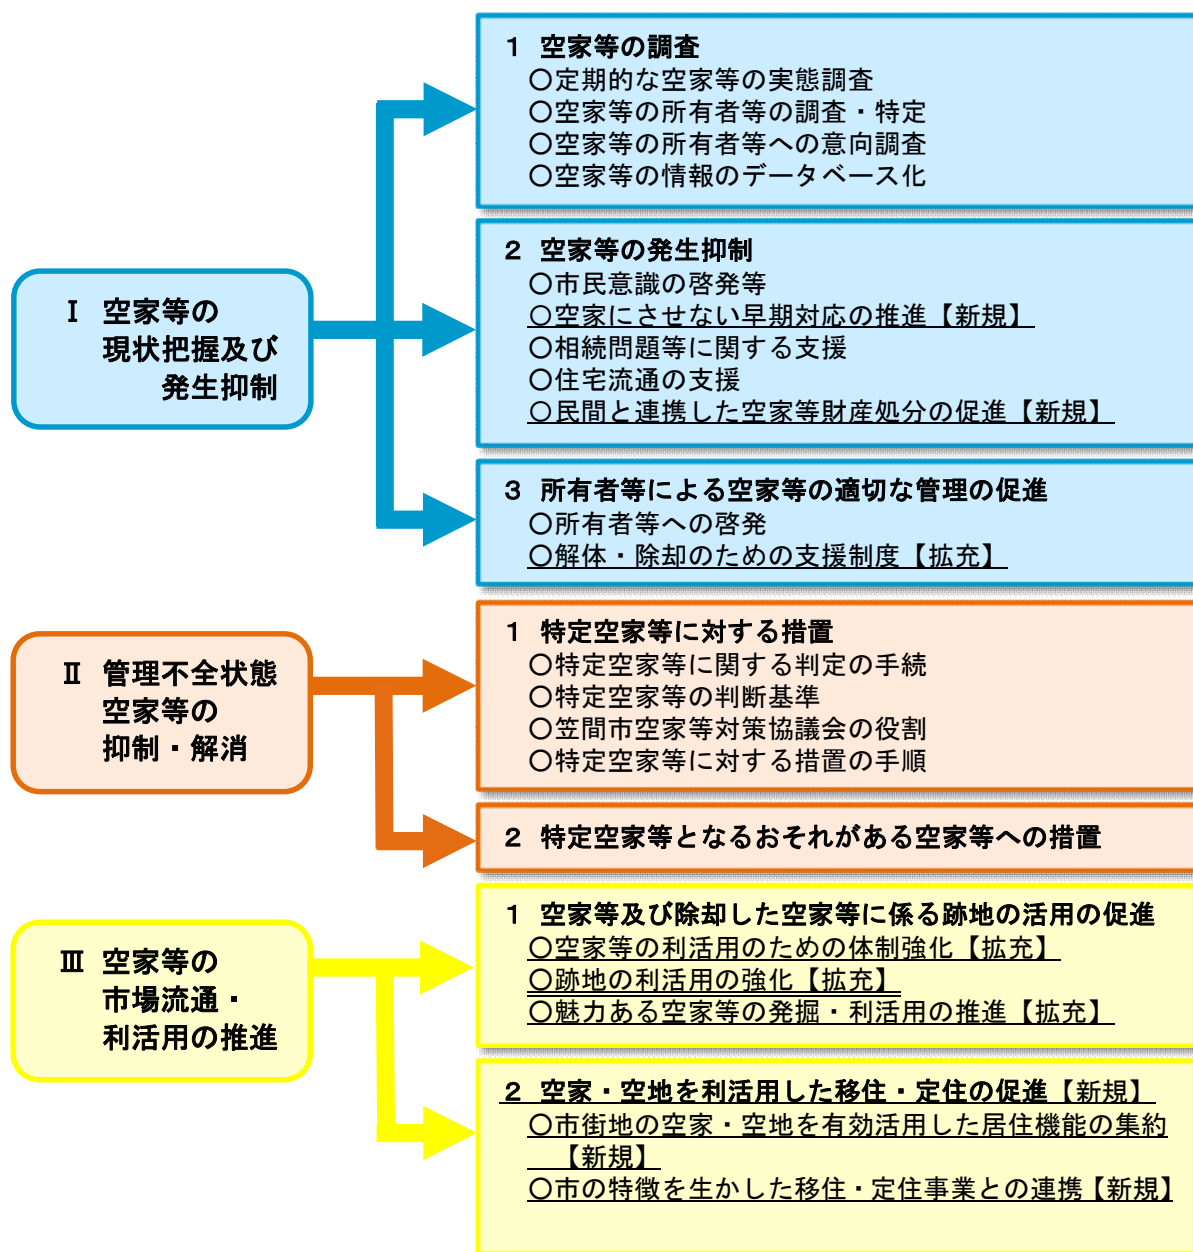 Ⅰ 空家等の
現状把握及び
発生抑制
1 空家等の調査
○定期的な空家等の実態調査
○空家等の所有者等の調査・特定
○空家等の所有者等への意向調査
○空家等の情報のデータベース化
2 空家等の発生抑制
○市民意識の啓発等
○空家にさせない早期対応の推進【新規】
○相続問題等に関する支援
○住宅流通の支援
○民間と連携した空家等財産処分の促進【新規】
3 所有者等による空家等の適切な管理の促進
○所有者等への啓発
○解体・除却のための支援制度【拡充】
Ⅱ 管理不全状態
空家等の
抑制・解消
1 特定空家等に対する措置
○特定空家等に関する判定の手続
○特定空家等の判断基準
○笠間市空家等対策協議会の役割
○特定空家等に対する措置の手順
2 特定空家等となるおそれがある空家等への措置
Ⅲ 空家等の
市場流通・
利活用の推進
1 空家等及び除却した空家等に係る跡地の活用の促進
○空家等の利活用のための体制強化【拡充】
○跡地の利活用の強化【拡充】
○魅力ある空家等の発掘・利活用の推進【拡充】
2 空家・空地を利活用した移住・定住の促進【新規】
○市街地の空家・空地を有効活用した居住機能の集約
【新規】
○市の特徴を生かした移住・定住事業との連携【新規】